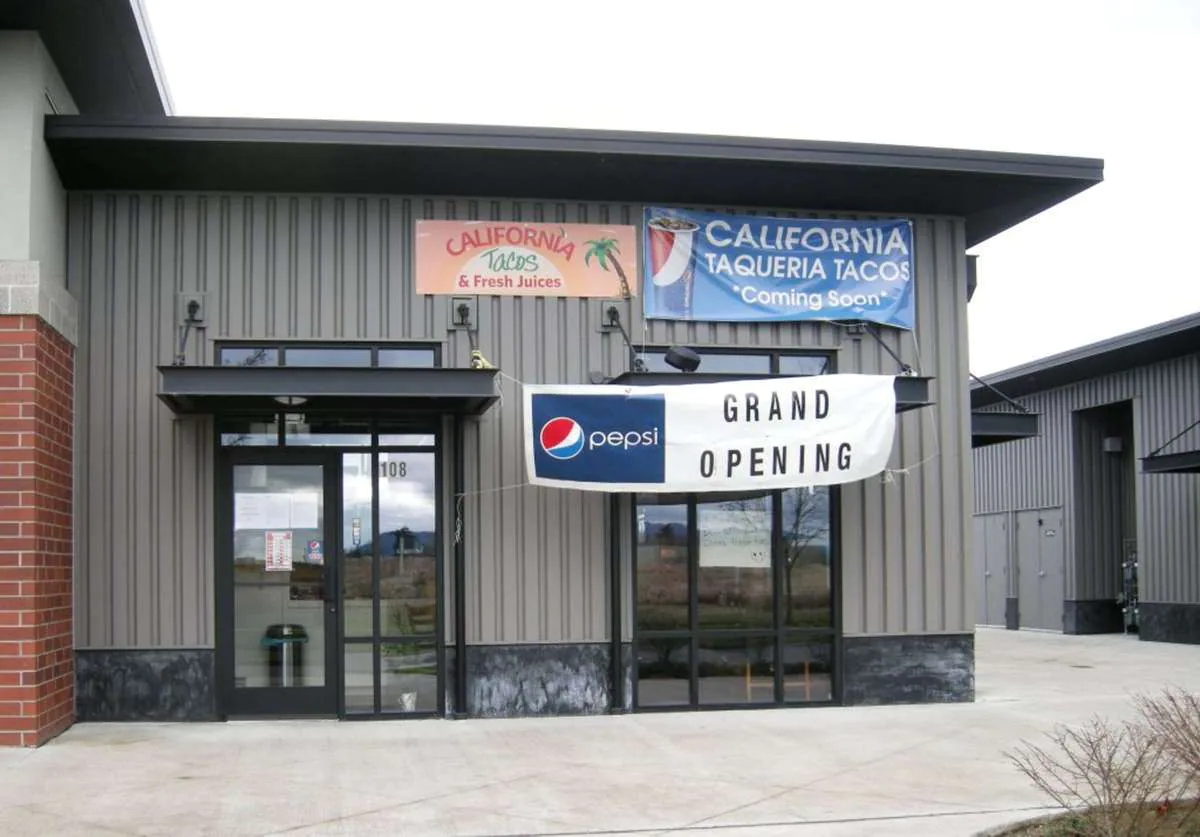 CALIFORNIA
Tacos
& Fresh Juices
CALIFORNIA
TAQUERIA TACOS
*Coming Soon*
pepsi
GRAND
OPENING
108